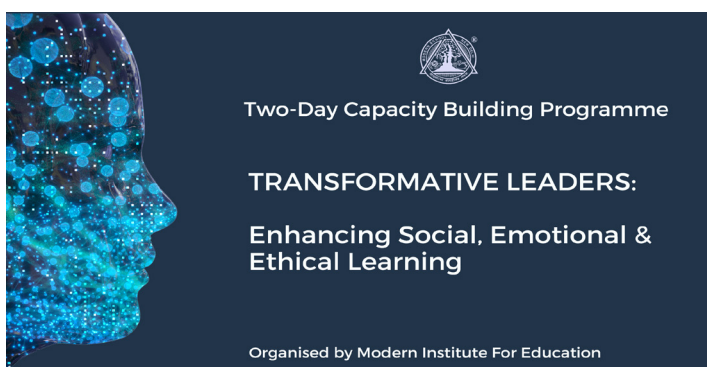 Two-Day Capacity Building Programme
TRANSFORMATIVE LEADERS:
Enhancing Social, Emotional &
Ethical Learning
Organised by Modern Institute For Education